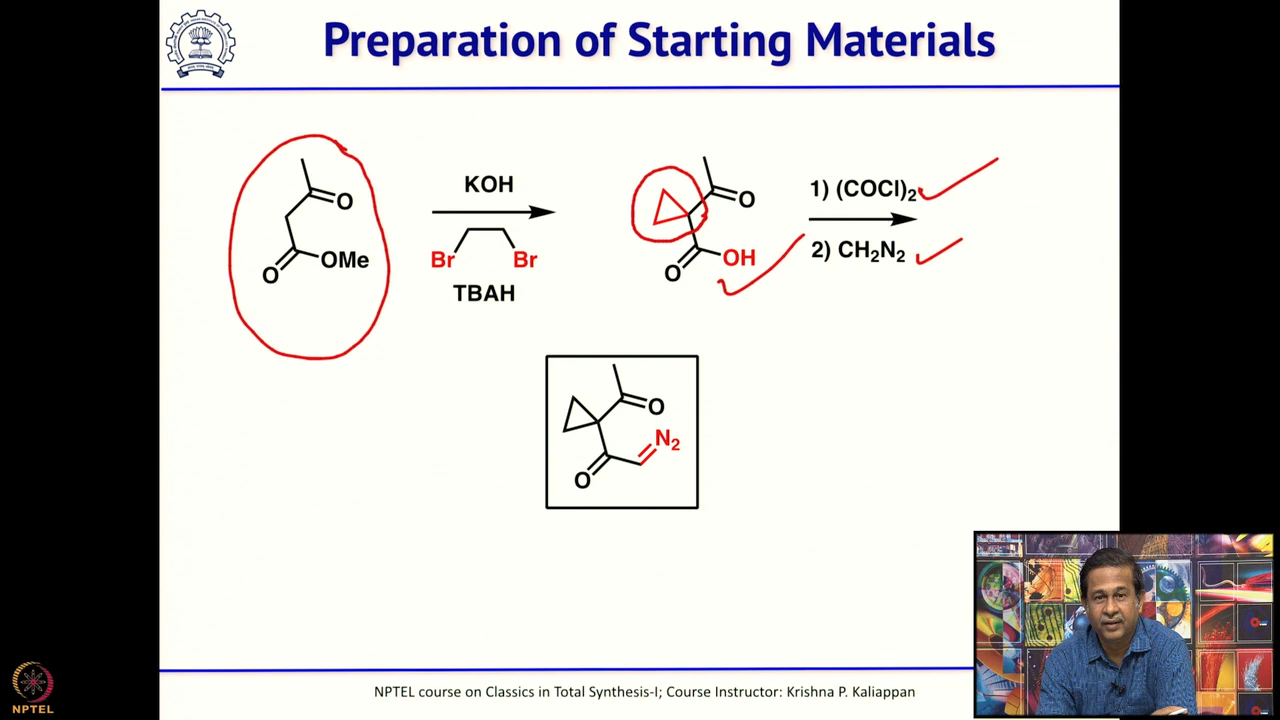 Preparation of Starting Materials
O
OMe
O
KOH
Br Br
TBAH
O
OH
O
1) (COCl)2
2) CH2N2
O
N2
O
NPTEL course on Classics in Total Synthesis-I; Course Instructor: Krishna P. Kaliappan
NPTEL